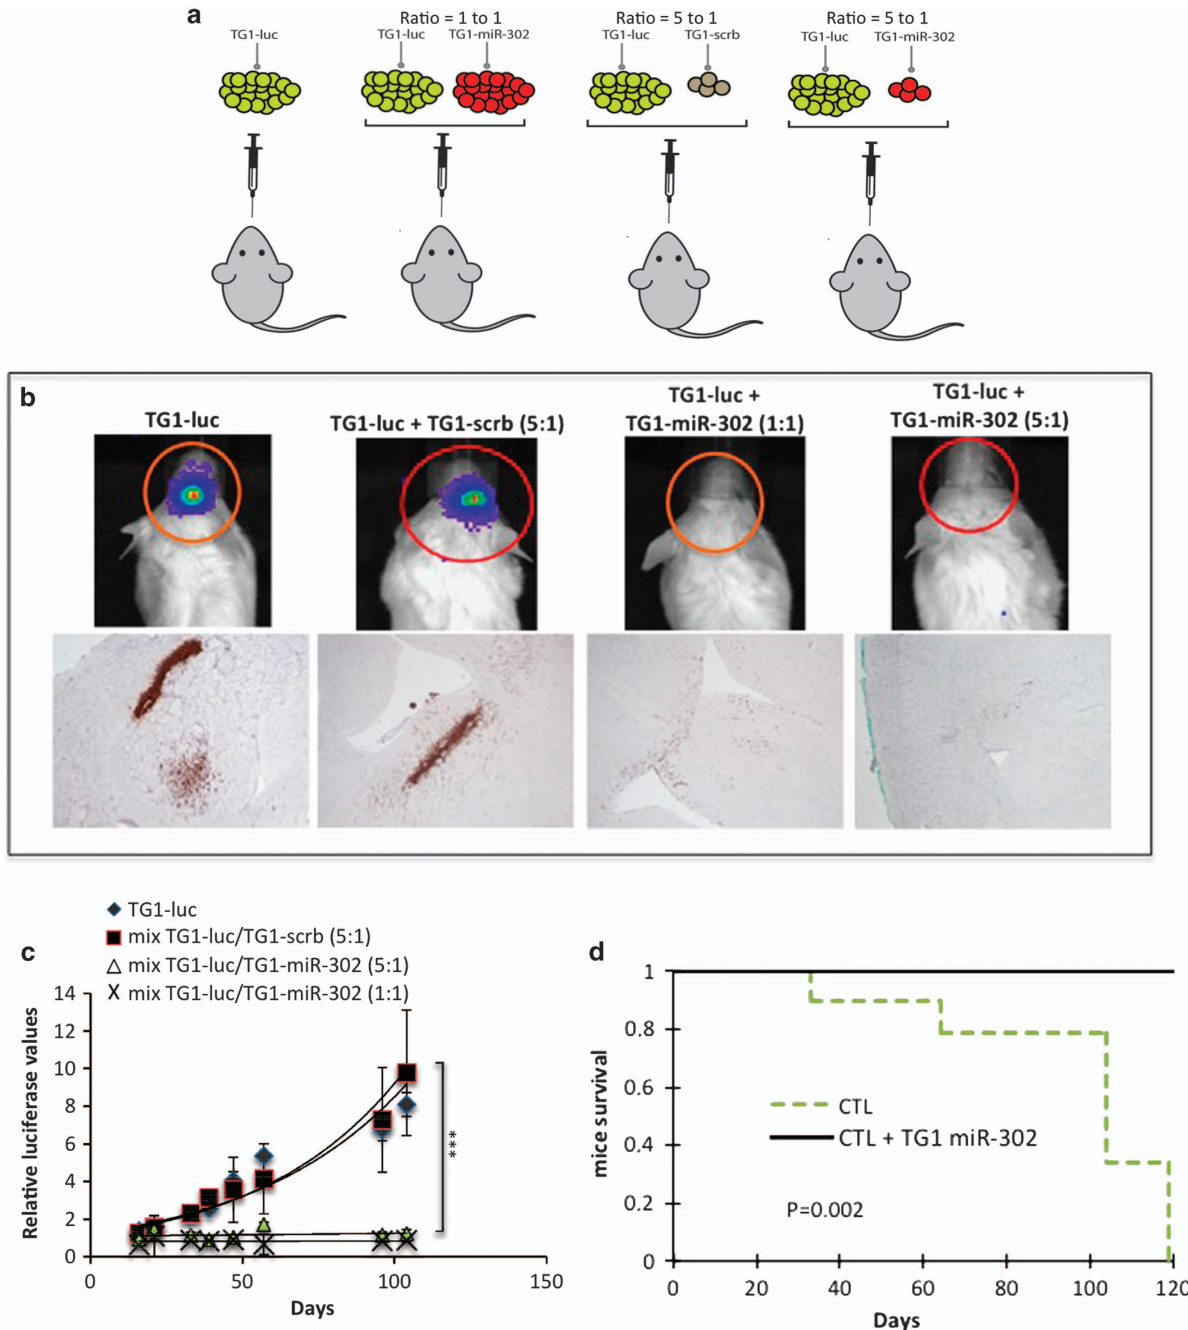 a
Ratio = 1 to 1
Ratio = 5 to 1
Ratio = 5 to 1
TG1-luc
TG1-luc
TG1-miR-302
TG1-luc
TG1-scrb
TG1-luc
TG1-miR-302
b
TG1-luc
TG1-luc + TG1-scrb (5:1)
TG1-luc +
TG1-miR-302 (1:1)
TG1-luc +
TG1-miR-302 (5:1)
c
TG1-luc
mix TG1-luc/TG1-scrb (5:1)
mix TG1-luc/TG1-miR-302 (5:1)
mix TG1-luc/TG1-miR-302 (1:1)
Relative luciferase values
14
12
10
8
6
4
2
0
0
50
100
150
Days
***
d
mice survival
1
0.8
0.6
0.4
0.2
0
CTL
CTL + TG1 miR-302
P=0.002
0
20
40
60
80
100
120
Days